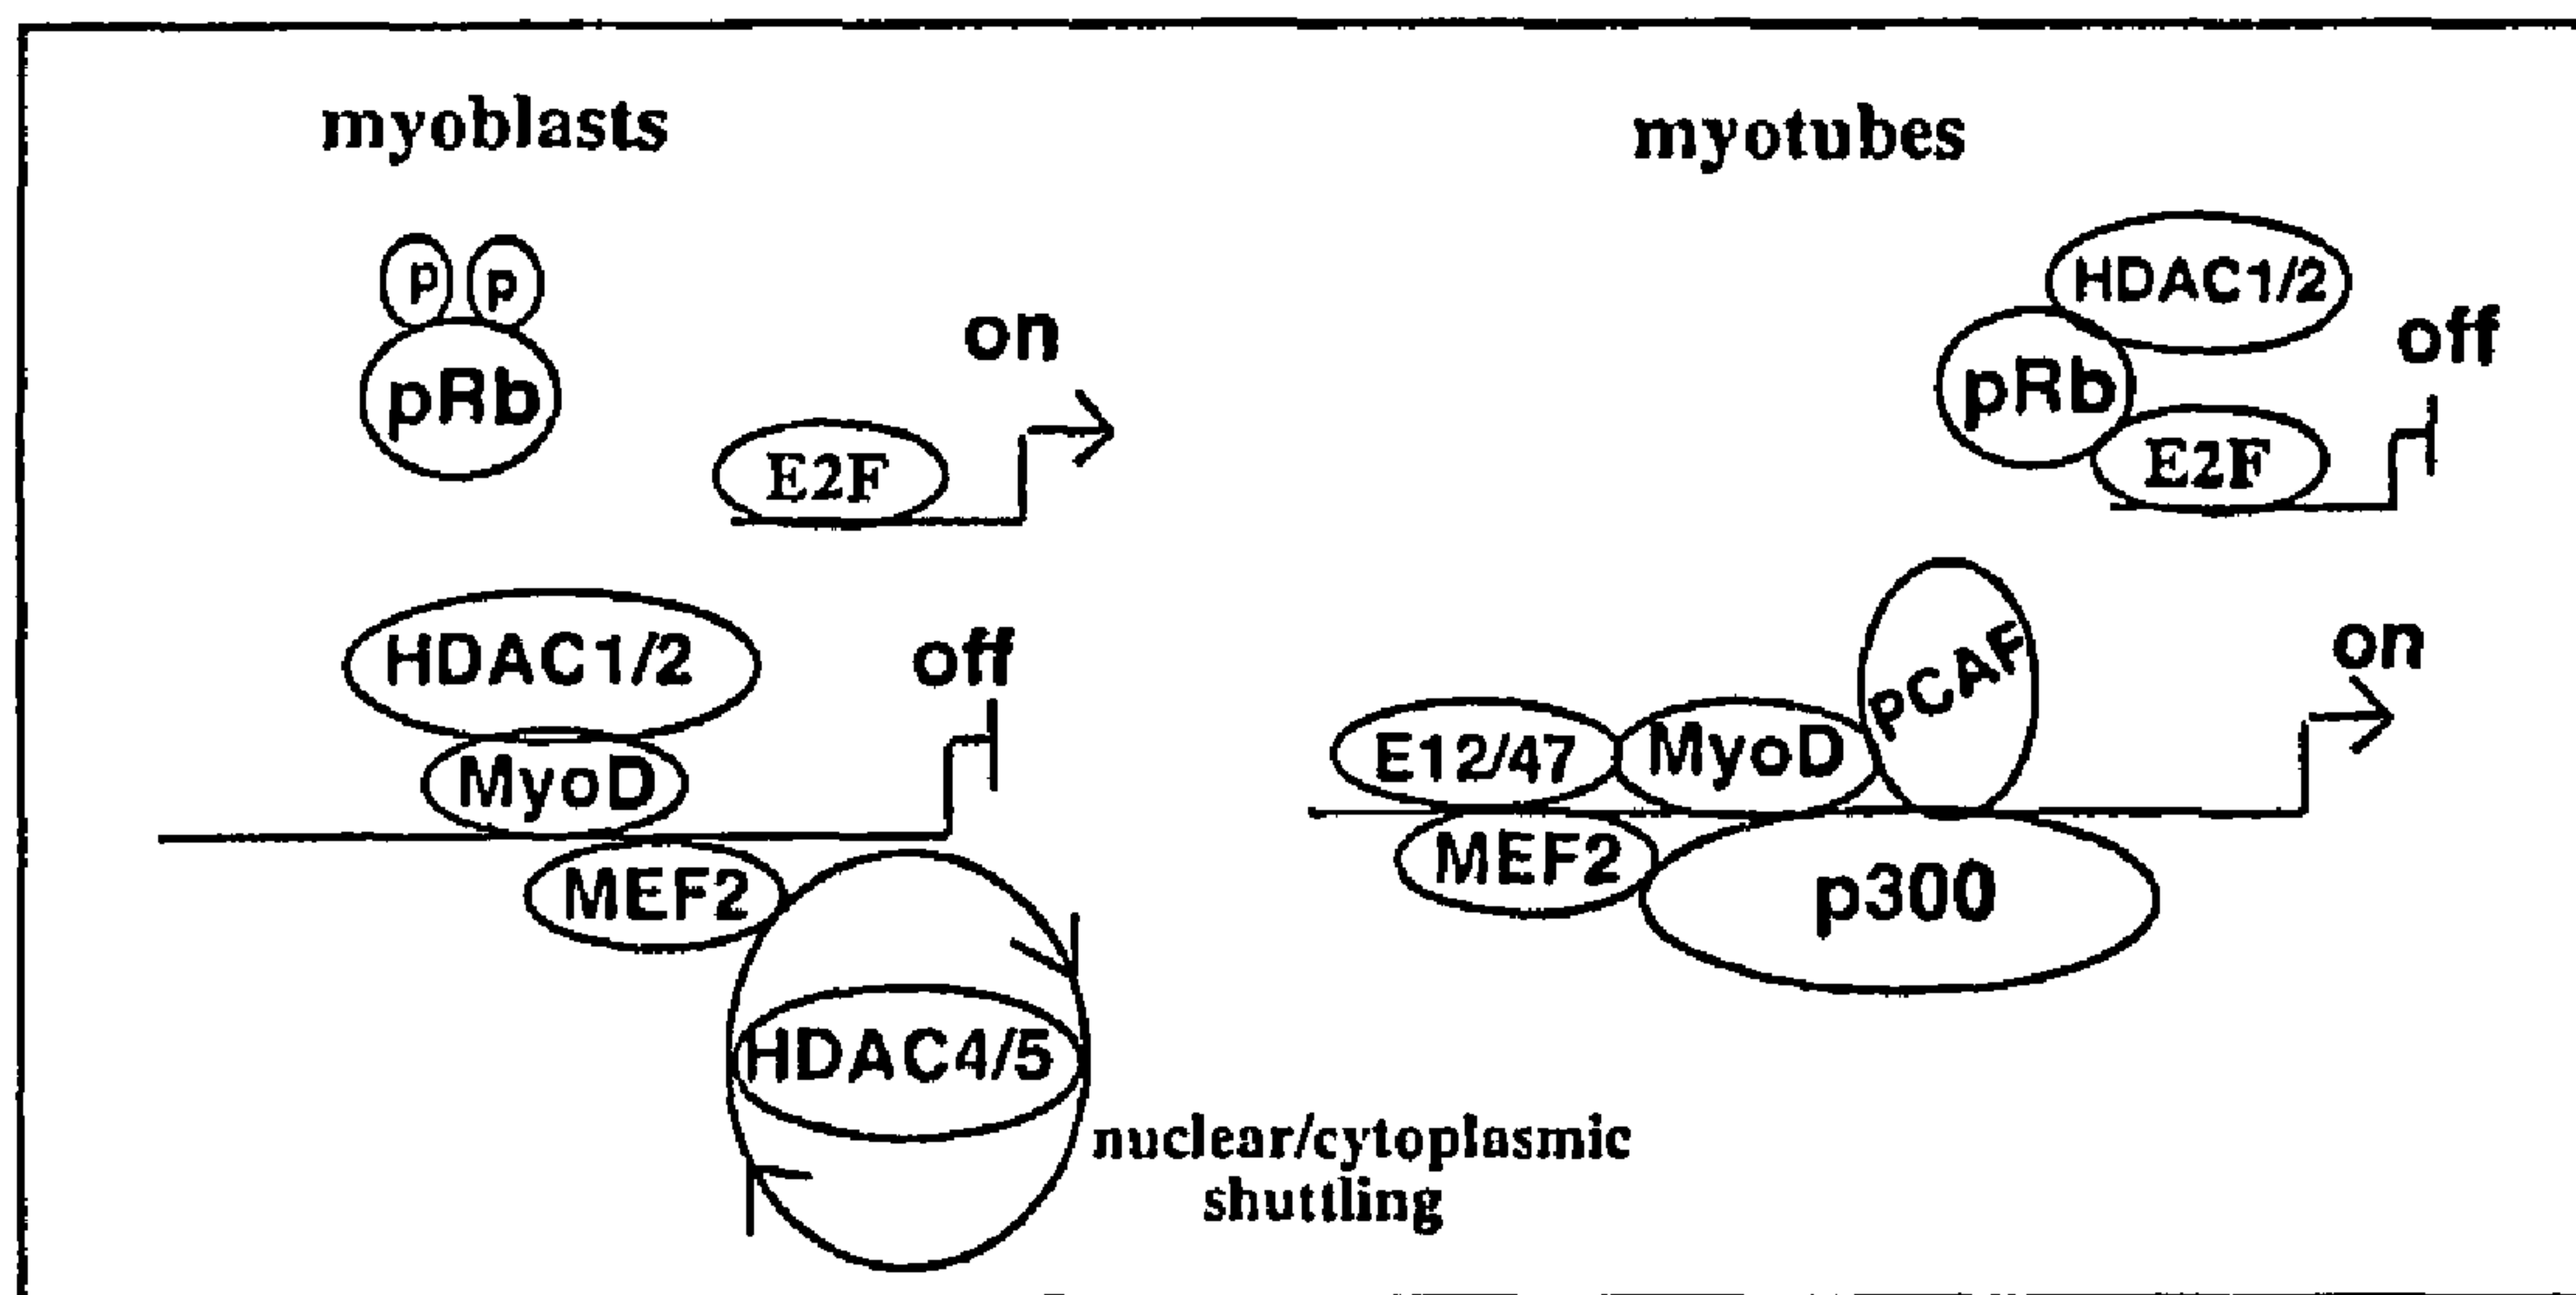 myoblasts
myotubes
p p
pRb
on
E2F
HDAC1/2
pRb
off
E2F
HDAC1/2
off
MyoD
MEF2
HDAC4/5
nuclear/cytoplasmic
shuttling
PCAF
on
E12/47 MyoD
MEF2
p300